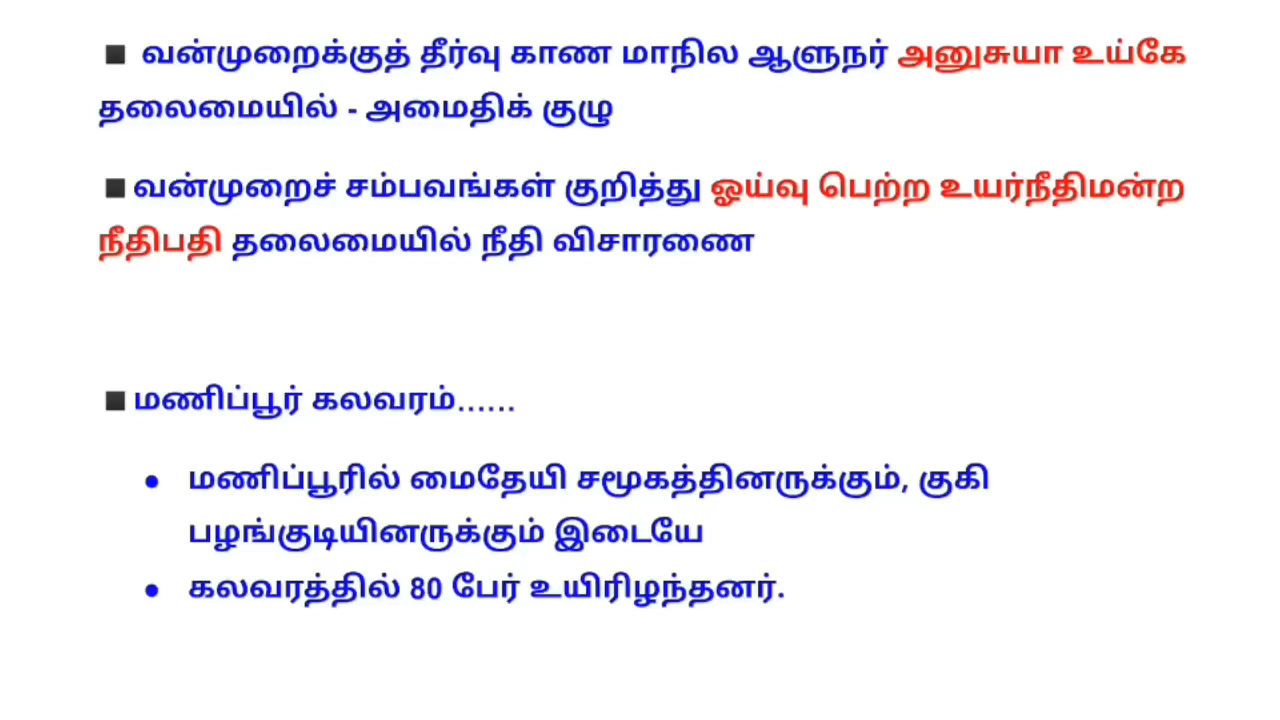 ◾ வன்முறைக்குத் தீர்வு காண மாநில ஆளுநர் அனுசுயா உய்கே
தலைமையில் - அமைதிக் குழு
◾வன்முறைச் சம்பவங்கள் குறித்து ஓய்வு பெற்ற உயர்நீதிமன்ற
நீதிபதி தலைமையில் நீதி விசாரணை
◾மணிப்பூர் கலவரம்......
● மணிப்பூரில் மைதேயி சமூகத்தினருக்கும், குகி
பழங்குடியினருக்கும் இடையே
● கலவரத்தில் 80 பேர் உயிரிழந்தனர்.